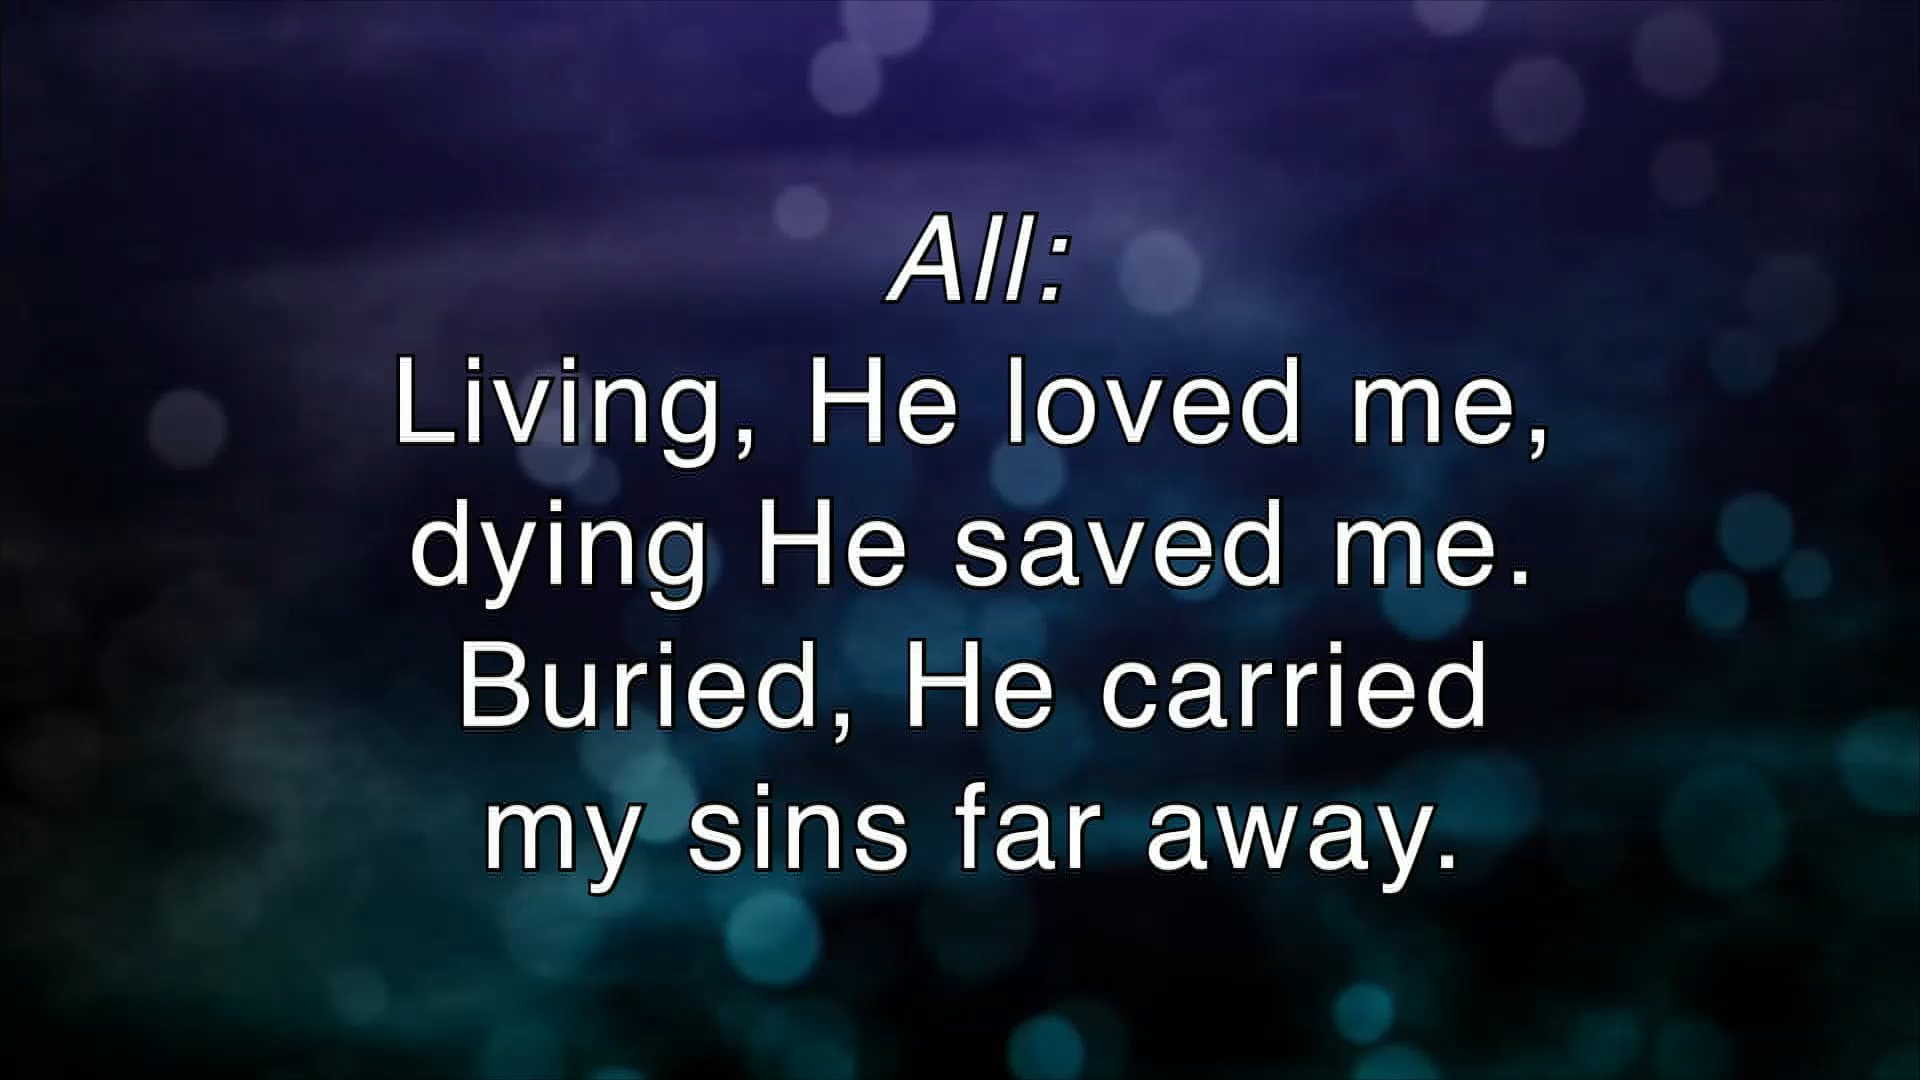 All:
Living, He loved me,
dying He saved me.
Buried, He carried
my sins far away.